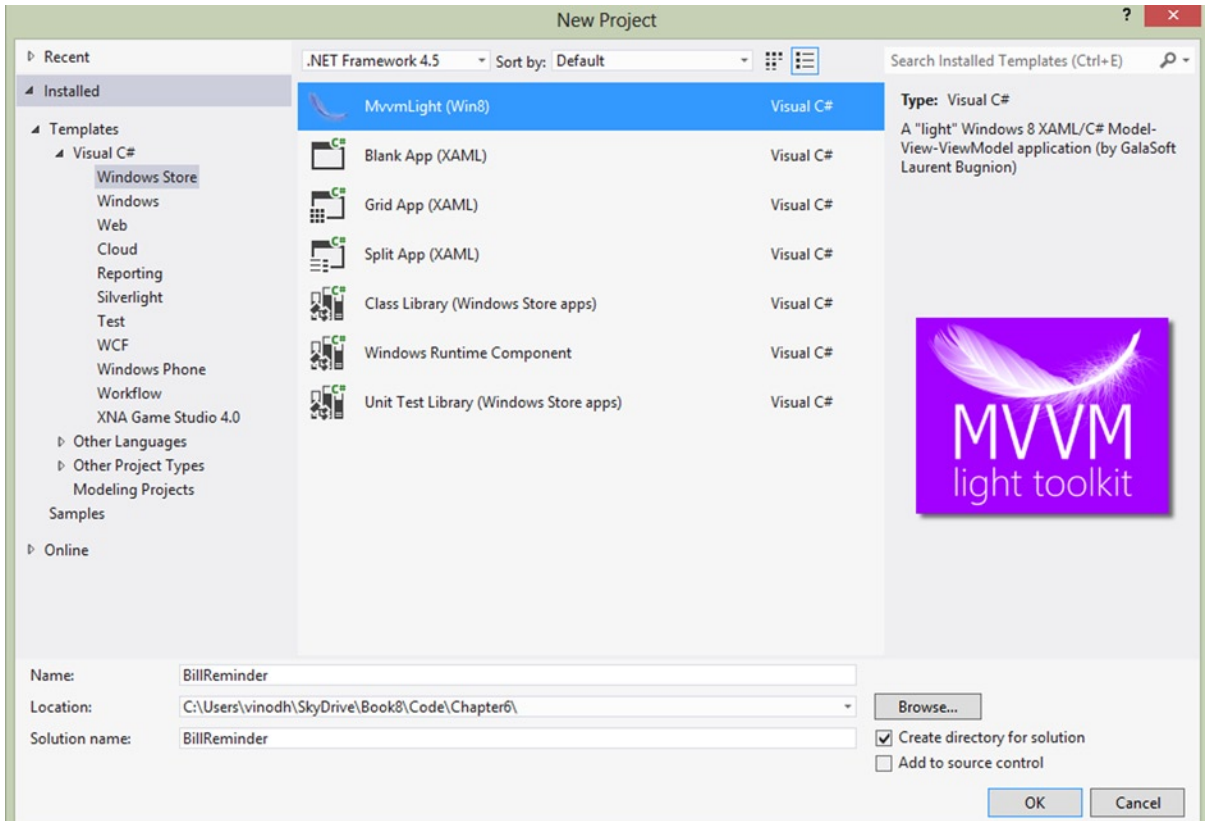 New Project
?
Recent
Installed
Templates
Visual C#
Windows Store
Windows
Web
Cloud
Reporting
Silverlight
Test
WCF
Windows Phone
Workflow
XNA Game Studio 4.0
Other Languages
Other Project Types
Modeling Projects
Samples
Online
.NET Framework 4.5
Sort by: Default
MvvmLight (Win8) Visual C#
C# Blank App (XAML) Visual C#
C# Grid App (XAML) Visual C#
C# Split App (XAML) Visual C#
C# Class Library (Windows Store apps) Visual C#
C# Windows Runtime Component Visual C#
C# Unit Test Library (Windows Store apps) Visual C#
Search Installed Templates (Ctrl+E)
Type: Visual C#
A "light" Windows 8 XAML/C# Model-
View-ViewModel application (by GalaSoft
Laurent Bugnion)
MVVM
light toolkit
Name: BillReminder
Location: C:\Users\vinodh\SkyDrive\Book8\Code\Chapter6\
Solution name: BillReminder
Browse...
Create directory for solution
Add to source control
OK Cancel